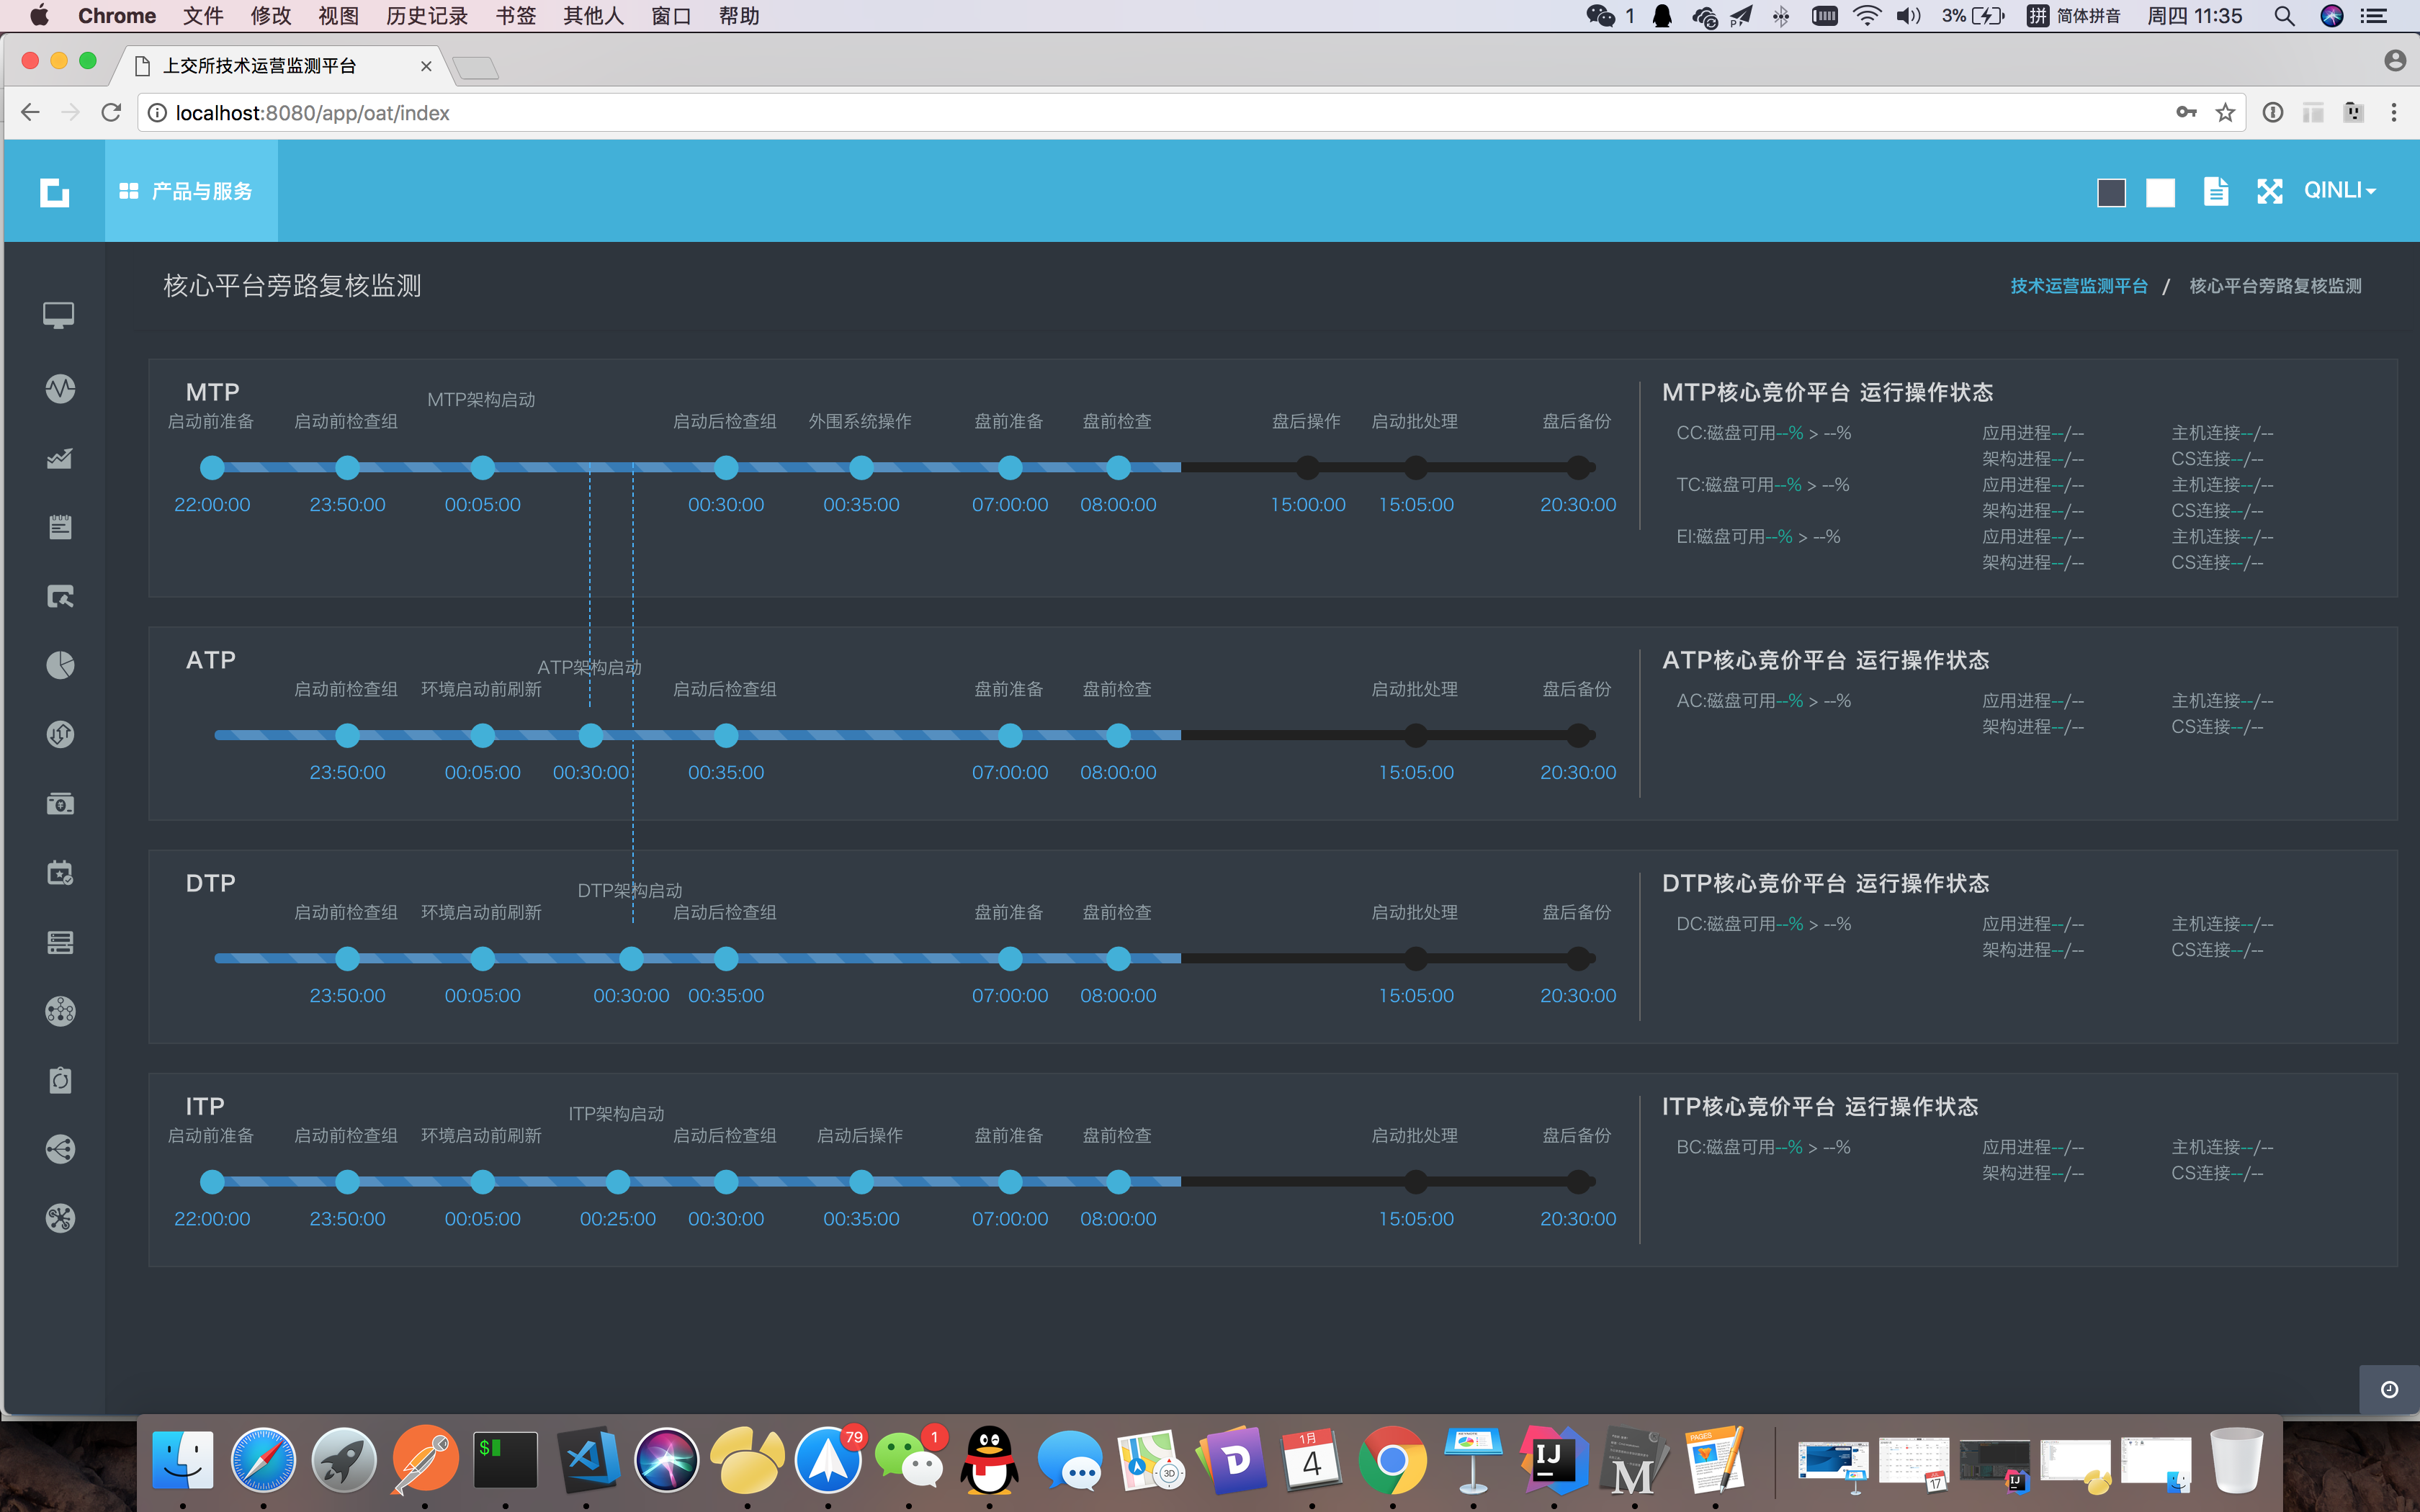 Chrome 文件 修改 视图 历史记录 书签 其他人 窗口 帮助 1 3% 拼 简体拼音 周四 11:35
上交所技术运营监测平台
localhost:8080/app/oat/index
产品与服务 QINLI
核心平台旁路复核监测 技术运营监测平台 / 核心平台旁路复核监测
MTP
MTP架构启动
启动前准备 启动前检查组 启动后检查组 外围系统操作 盘前准备 盘前检查 盘后操作 启动批处理 盘后备份
22:00:00 23:50:00 00:05:00 00:30:00 00:35:00 07:00:00 08:00:00 15:00:00 15:05:00 20:30:00
MTP核心竞价平台 运行操作状态
CC:磁盘可用--% > --% 应用进程--/-- 主机连接--/--
架构进程--/-- CS连接--/--
TC:磁盘可用--% > --% 应用进程--/-- 主机连接--/--
架构进程--/-- CS连接--/--
EI:磁盘可用--% > --% 应用进程--/-- 主机连接--/--
架构进程--/-- CS连接--/--
ATP
ATP架构启动
启动前检查组 环境启动前刷新 启动后检查组 盘前准备 盘前检查 启动批处理 盘后备份
23:50:00 00:05:00 00:30:00 00:35:00 07:00:00 08:00:00 15:05:00 20:30:00
ATP核心竞价平台 运行操作状态
AC:磁盘可用--% > --% 应用进程--/-- 主机连接--/--
架构进程--/-- CS连接--/--
DTP
DTP架构启动
启动前检查组 环境启动前刷新 启动后检查组 盘前准备 盘前检查 启动批处理 盘后备份
23:50:00 00:05:00 00:30:00 00:35:00 07:00:00 08:00:00 15:05:00 20:30:00
DTP核心竞价平台 运行操作状态
DC:磁盘可用--% > --% 应用进程--/-- 主机连接--/--
架构进程--/-- CS连接--/--
ITP
ITP架构启动
启动前准备 启动前检查组 环境启动前刷新 启动后检查组 启动后操作 盘前准备 盘前检查 启动批处理 盘后备份
22:00:00 23:50:00 00:05:00 00:25:00 00:30:00 00:35:00 07:00:00 08:00:00 15:05:00 20:30:00
ITP核心竞价平台 运行操作状态
BC:磁盘可用--% > --% 应用进程--/-- 主机连接--/--
架构进程--/-- CS连接--/--
$ 79 1 3D D 1月 4 IJ M PAGES 17 IJ